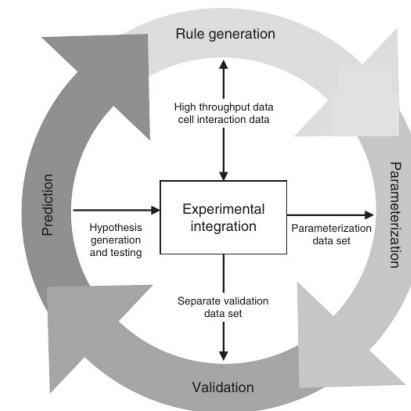 Rule generation
High throughput data
cell interaction data
Prediction
Hypothesis
generation
and testing
Experimental
integration
Parameterization
data set
Parameterization
Separate validation
data set
Validation